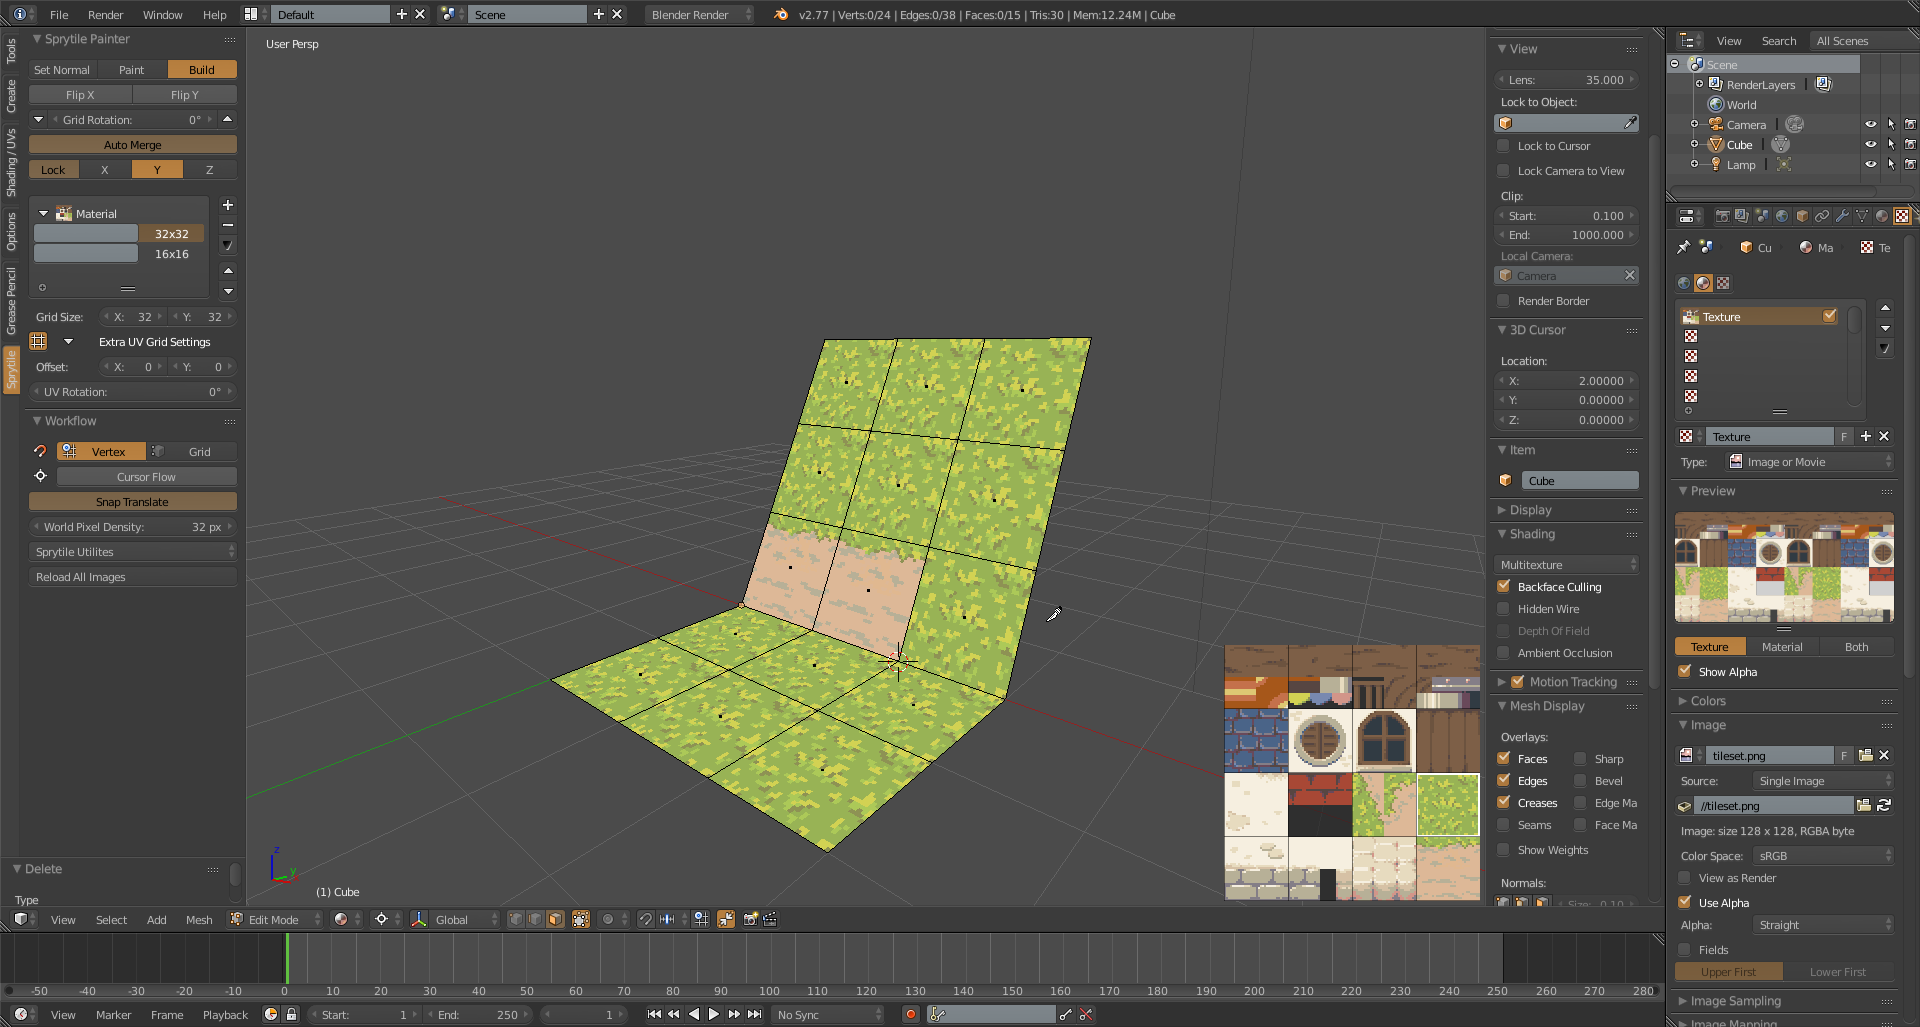 File Render Window Help Default Scene Blender Render v2.77 | Verts:0/24 | Edges:0/38 | Faces:0/15 | Tris:30 | Mem:12.24M | Cube
Tools
Create
Shading / UVs
Options
Grease Pencil
Sprytile
Sprytile Painter
Set Normal Paint Build
Flip X Flip Y
Grid Rotation: 0°
Auto Merge
Lock X Y Z
Material
32x32
16x16
Grid Size: X: 32 Y: 32
Extra UV Grid Settings
Offset: X: 0 Y: 0
UV Rotation: 0°
Workflow
Vertex Grid
Cursor Flow
Snap Translate
World Pixel Density: 32 px
Sprytile Utilites
Reload All Images
Delete
Type
User Persp
z
y
(1) Cube
View
Lens: 35.000
Lock to Object:
Lock to Cursor
Lock Camera to View
Clip:
Start: 0.100
End: 1000.000
Local Camera:
Camera
Render Border
3D Cursor
Location:
X: 2.00000
Y: 0.00000
Z: 0.00000
Item
Cube
Display
Shading
Multitexture
Backface Culling
Hidden Wire
Depth Of Field
Ambient Occlusion
Motion Tracking
Mesh Display
Overlays:
Faces Sharp
Edges Bevel
Creases Edge Ma
Seams Face Ma
Show Weights
Normals:
Size: 0.10
View Search All Scenes
Scene
RenderLayers
World
Camera
Cube
Lamp
Cu Ma Te
Texture
Texture F
Type: Image or Movie
Preview
Texture Material Both
Show Alpha
Colors
Image
tileset.png F
Source: Single Image
//tileset.png
Image: size 128 x 128, RGBA byte
Color Space: sRGB
View as Render
Use Alpha
Alpha: Straight
Fields
Upper First Lower First
Image Sampling
Image Mapping
View Select Add Mesh Edit Mode Global
-50 -40 -30 -20 -10 0 10 20 30 40 50 60 70 80 90 100 110 120 130 140 150 160 170 180 190 200 210 220 230 240 250 260 270 280
View Marker Frame Playback Start: 1 End: 250 1 No Sync